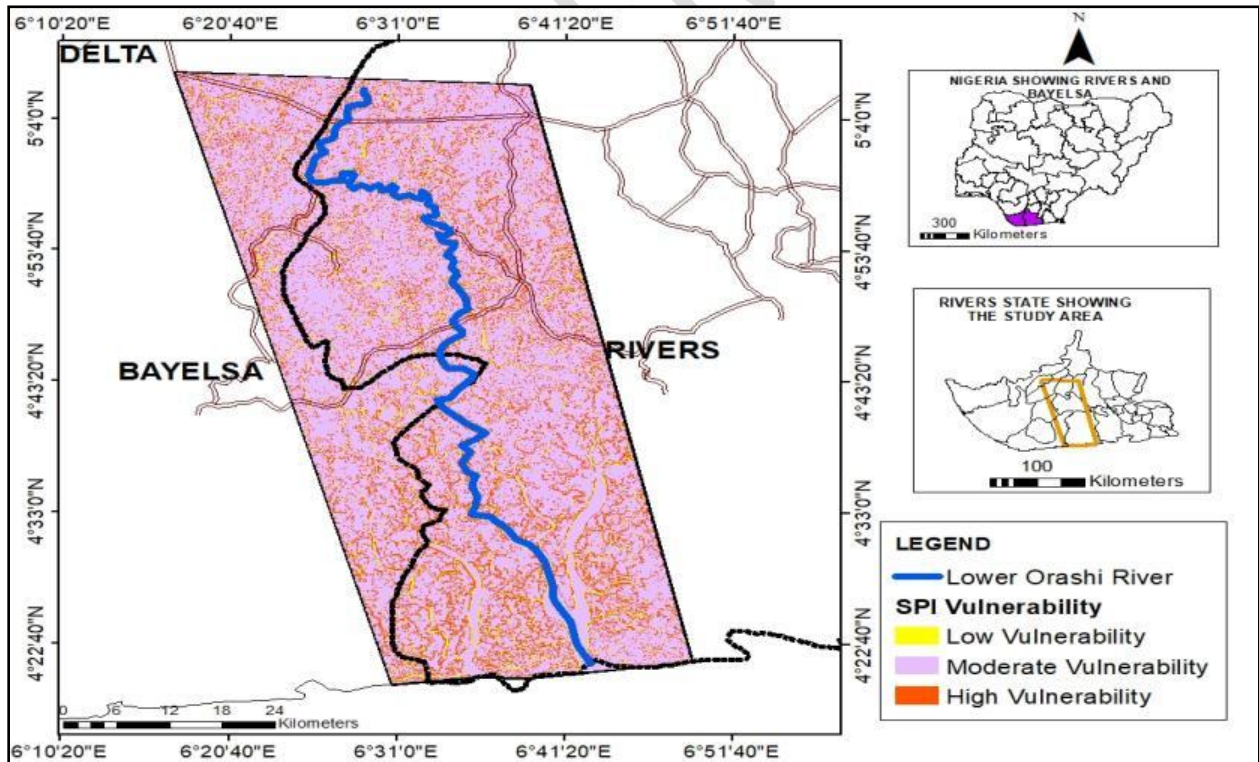 6°10'20"E 6°20'40"E 6°31'0"E 6°41'20"E 6°51'40"E
DELTA
5°4'0"N
4°53'40"N
4°43'20"N
4°33'0"N
4°22'40"N
BAYELSA
RIVERS
5°4'0"N
4°53'40"N
4°43'20"N
4°33'0"N
4°22'40"N
0 6 12 18 24
Kilometers
6°10'20"E 6°20'40"E 6°31'0"E 6°41'20"E 6°51'40"E
N
NIGERIA SHOWING RIVERS AND
BAYELSA
300
Kilometers
RIVERS STATE SHOWING
THE STUDY AREA
100
Kilometers
LEGEND
Lower Orashi River
SPI Vulnerability
Low Vulnerability
Moderate Vulnerability
High Vulnerability